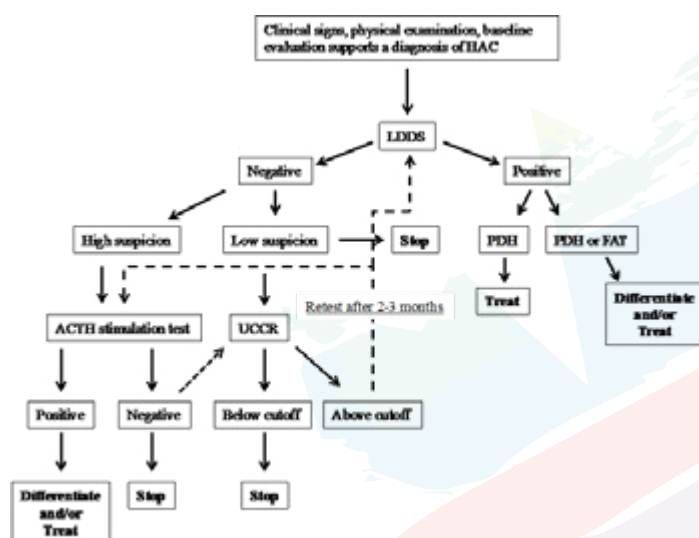 Clinical signs, physical examination, baseline
evaluation supports a diagnosis of HAC
LDDS
Negative
Positive
High suspicion
Low suspicion
Stop
PDH
PDH or FAT
Retest after 2-3 months
Treat
Differentiate
and/or
Treat
ACTH stimulation test
UCCR
Positive
Negative
Below cutoff
Above cutoff
Differentiate
and/or
Treat
Stop
Stop